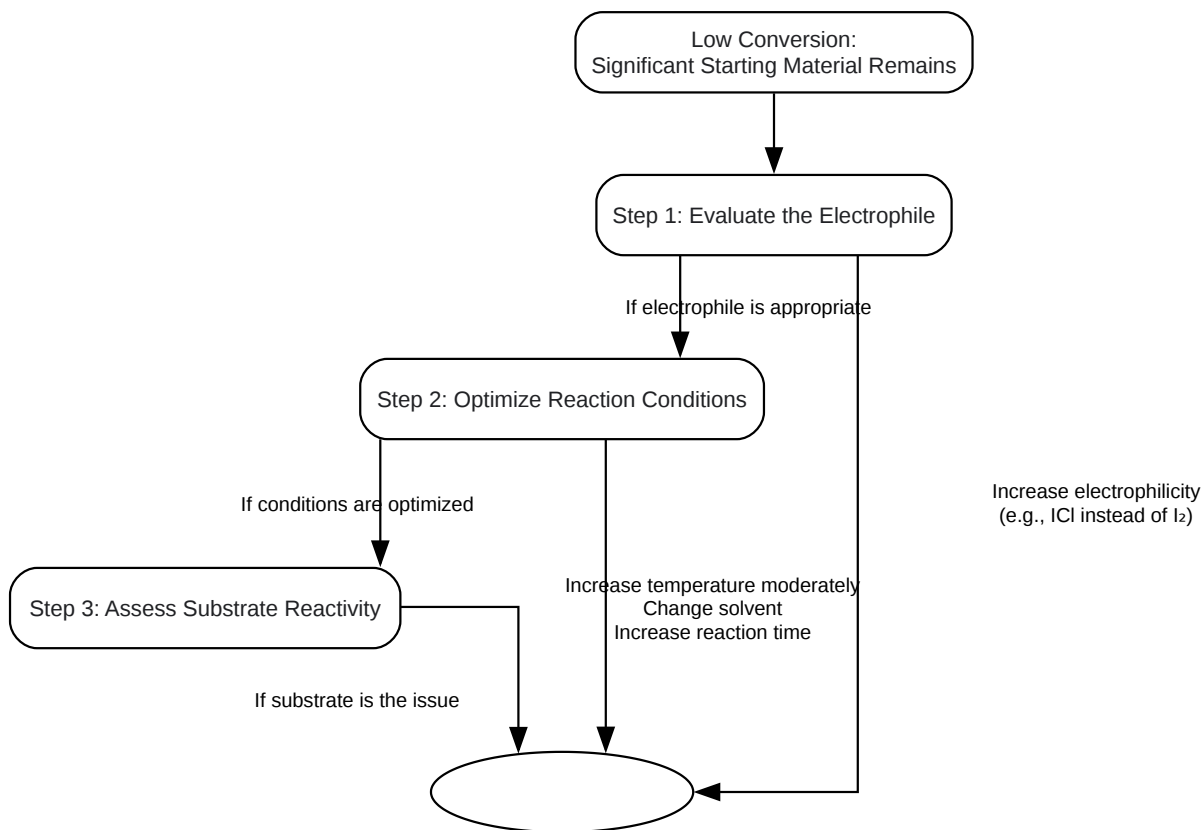 Low Conversion:
Significant Starting Material Remains
Step 1: Evaluate the Electrophile
If electrophile is appropriate
Step 2: Optimize Reaction Conditions
If conditions are optimized
Increase electrophilicity
(e.g., ICl instead of I₂)
Step 3: Assess Substrate Reactivity
Increase temperature moderately
Change solvent
Increase reaction time
If substrate is the issue